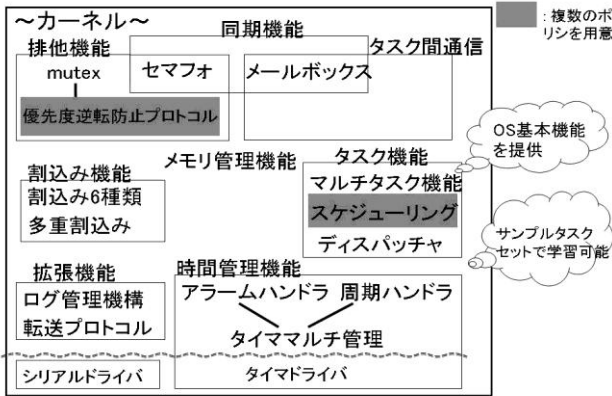 ～カーネル～
：複数のポ
リシを用意
同期機能
排他機能
タスク間通信
mutex
セマフォ
メールボックス
優先度逆転防止プロトコル
OS基本機能
を提供
メモリ管理機能
タスク機能
割込み機能
マルチタスク機能
割込み6種類
スケジューリング
多重割込み
ディスパッチャ
サンプルタスク
セットで学習可能
拡張機能
時間管理機能
ログ管理機構
アラームハンドラ 周期ハンドラ
転送プロトコル
タイママルチ管理
シリアルドライバ
タイマドライバ